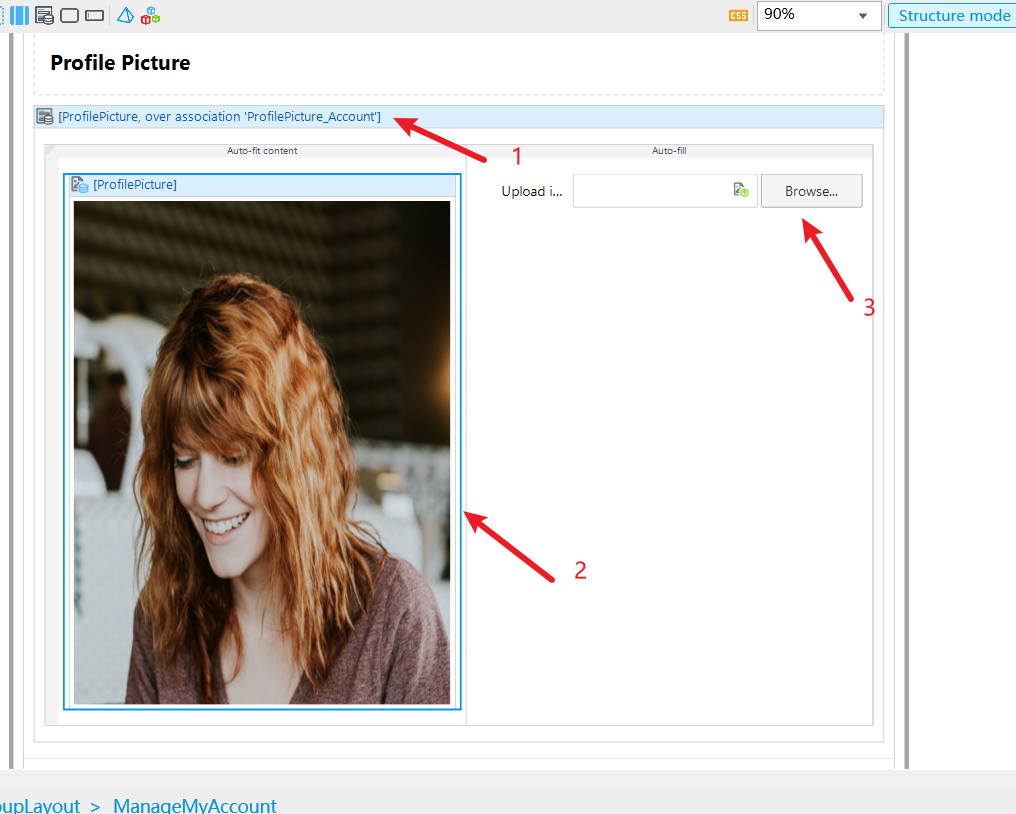 CSS
90%
Structure mode
Profile Picture
[ProfilePicture, over association 'ProfilePicture_Account']
1
Auto-fit content
Auto-fill
[ProfilePicture]
Upload i...
Browse...
3
2
oupLayout > ManageMyAccount